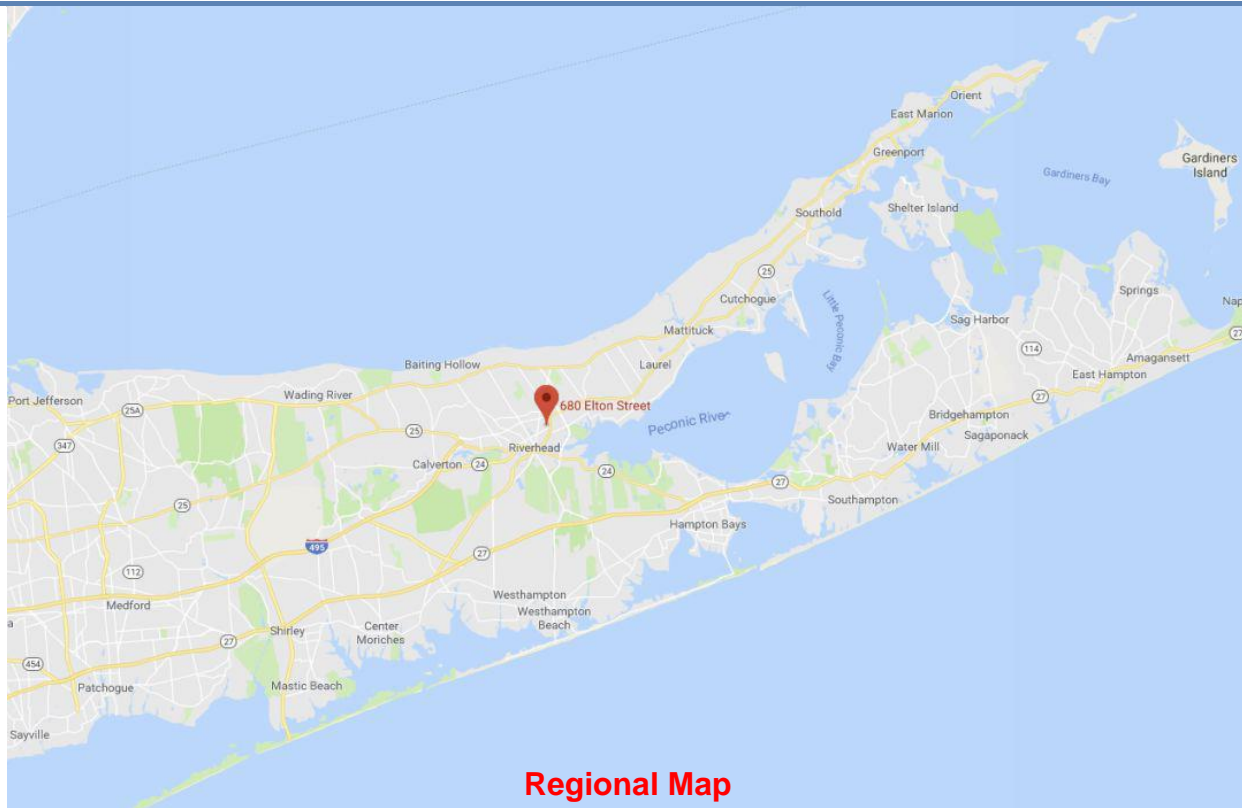 Orient
East Marion
Greenport
Gardiners
Island
Gardiners Bay
Shelter Island
Southold
25
Cutchogue
Little Peconic
Bay
Springs
Nap
Sag Harbor
Mattituck
27
114
Amagansett
Laurel
Baiting Hollow
East Hampton
Wading River
Port Jefferson
25A
680 Elton Street
27
Bridgehampton
Peconic River
25
Sagaponack
347
Riverhead
Water Mill
Calverton
24
24
27
25
Southampton
Hampton Bays
495
27
112
Westhampton
Medford
Westhampton
Beach
Center
Moriches
Shirley
27
a
454
Patchogue
Mastic Beach
Sayville
Regional Map